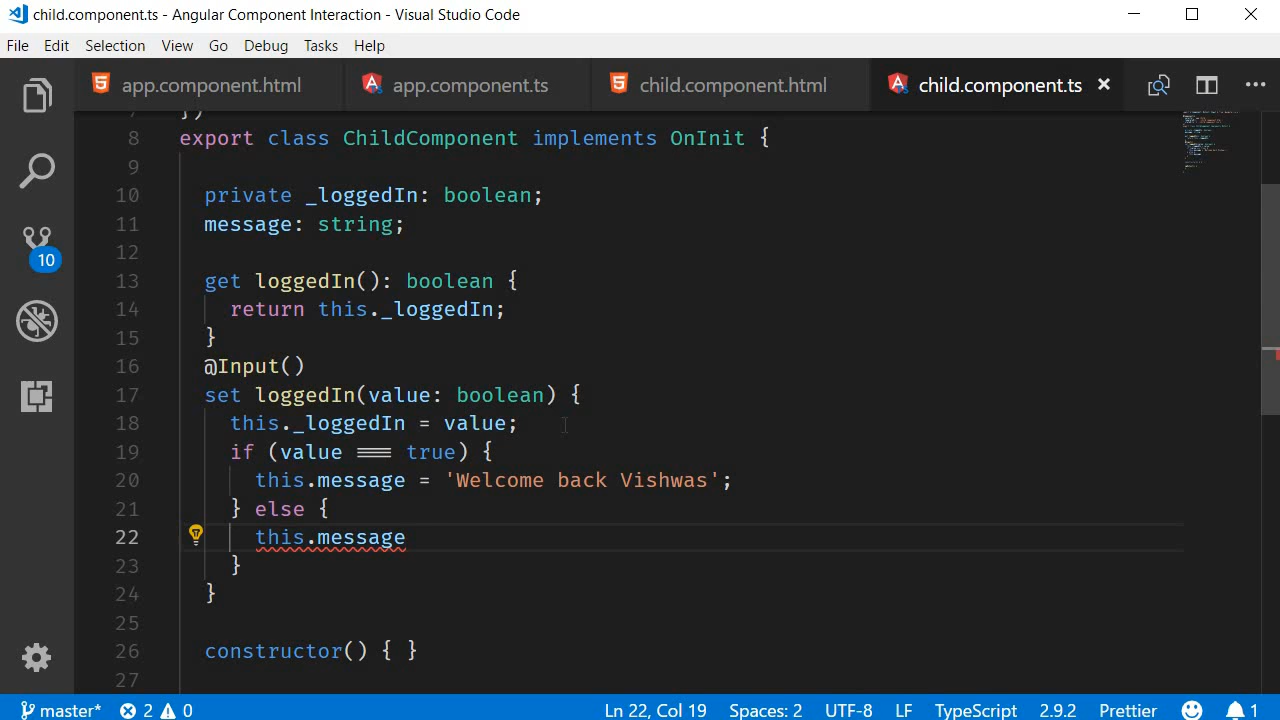 child.component.ts - Angular Component Interaction - Visual Studio Code
File Edit Selection View Go Debug Tasks Help
app.component.html app.component.ts child.component.html child.component.ts
8 export class ChildComponent implements OnInit {
9
10 private _loggedIn: boolean;
11 message: string;
12
13 get loggedIn(): boolean {
14 return this._loggedIn;
15 }
16 @Input()
17 set loggedIn(value: boolean) {
18 this._loggedIn = value;
19 if (value === true) {
20 this.message = 'Welcome back Vishwas';
21 } else {
22 this.message
23 }
24 }
25
26 constructor() { }
27
10
master* 2 0 Ln 22, Col 19 Spaces: 2 UTF-8 LF TypeScript 2.9.2 Prettier 1